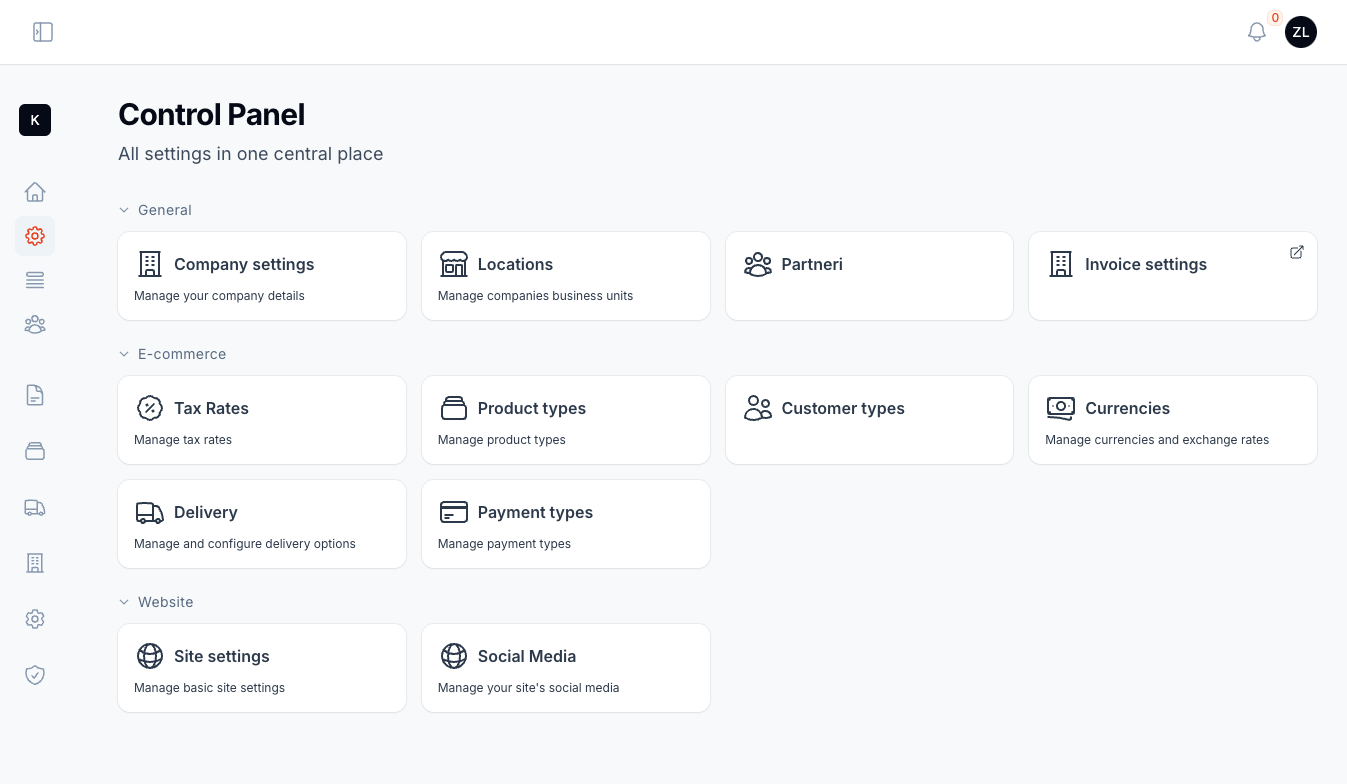 0
ZL
K
Control Panel
All settings in one central place
General
Company settings
Manage your company details
Locations
Manage companies business units
Partneri
Invoice settings
E-commerce
Tax Rates
Manage tax rates
Product types
Manage product types
Customer types
Currencies
Manage currencies and exchange rates
Delivery
Manage and configure delivery options
Payment types
Manage payment types
Website
Site settings
Manage basic site settings
Social Media
Manage your site's social media